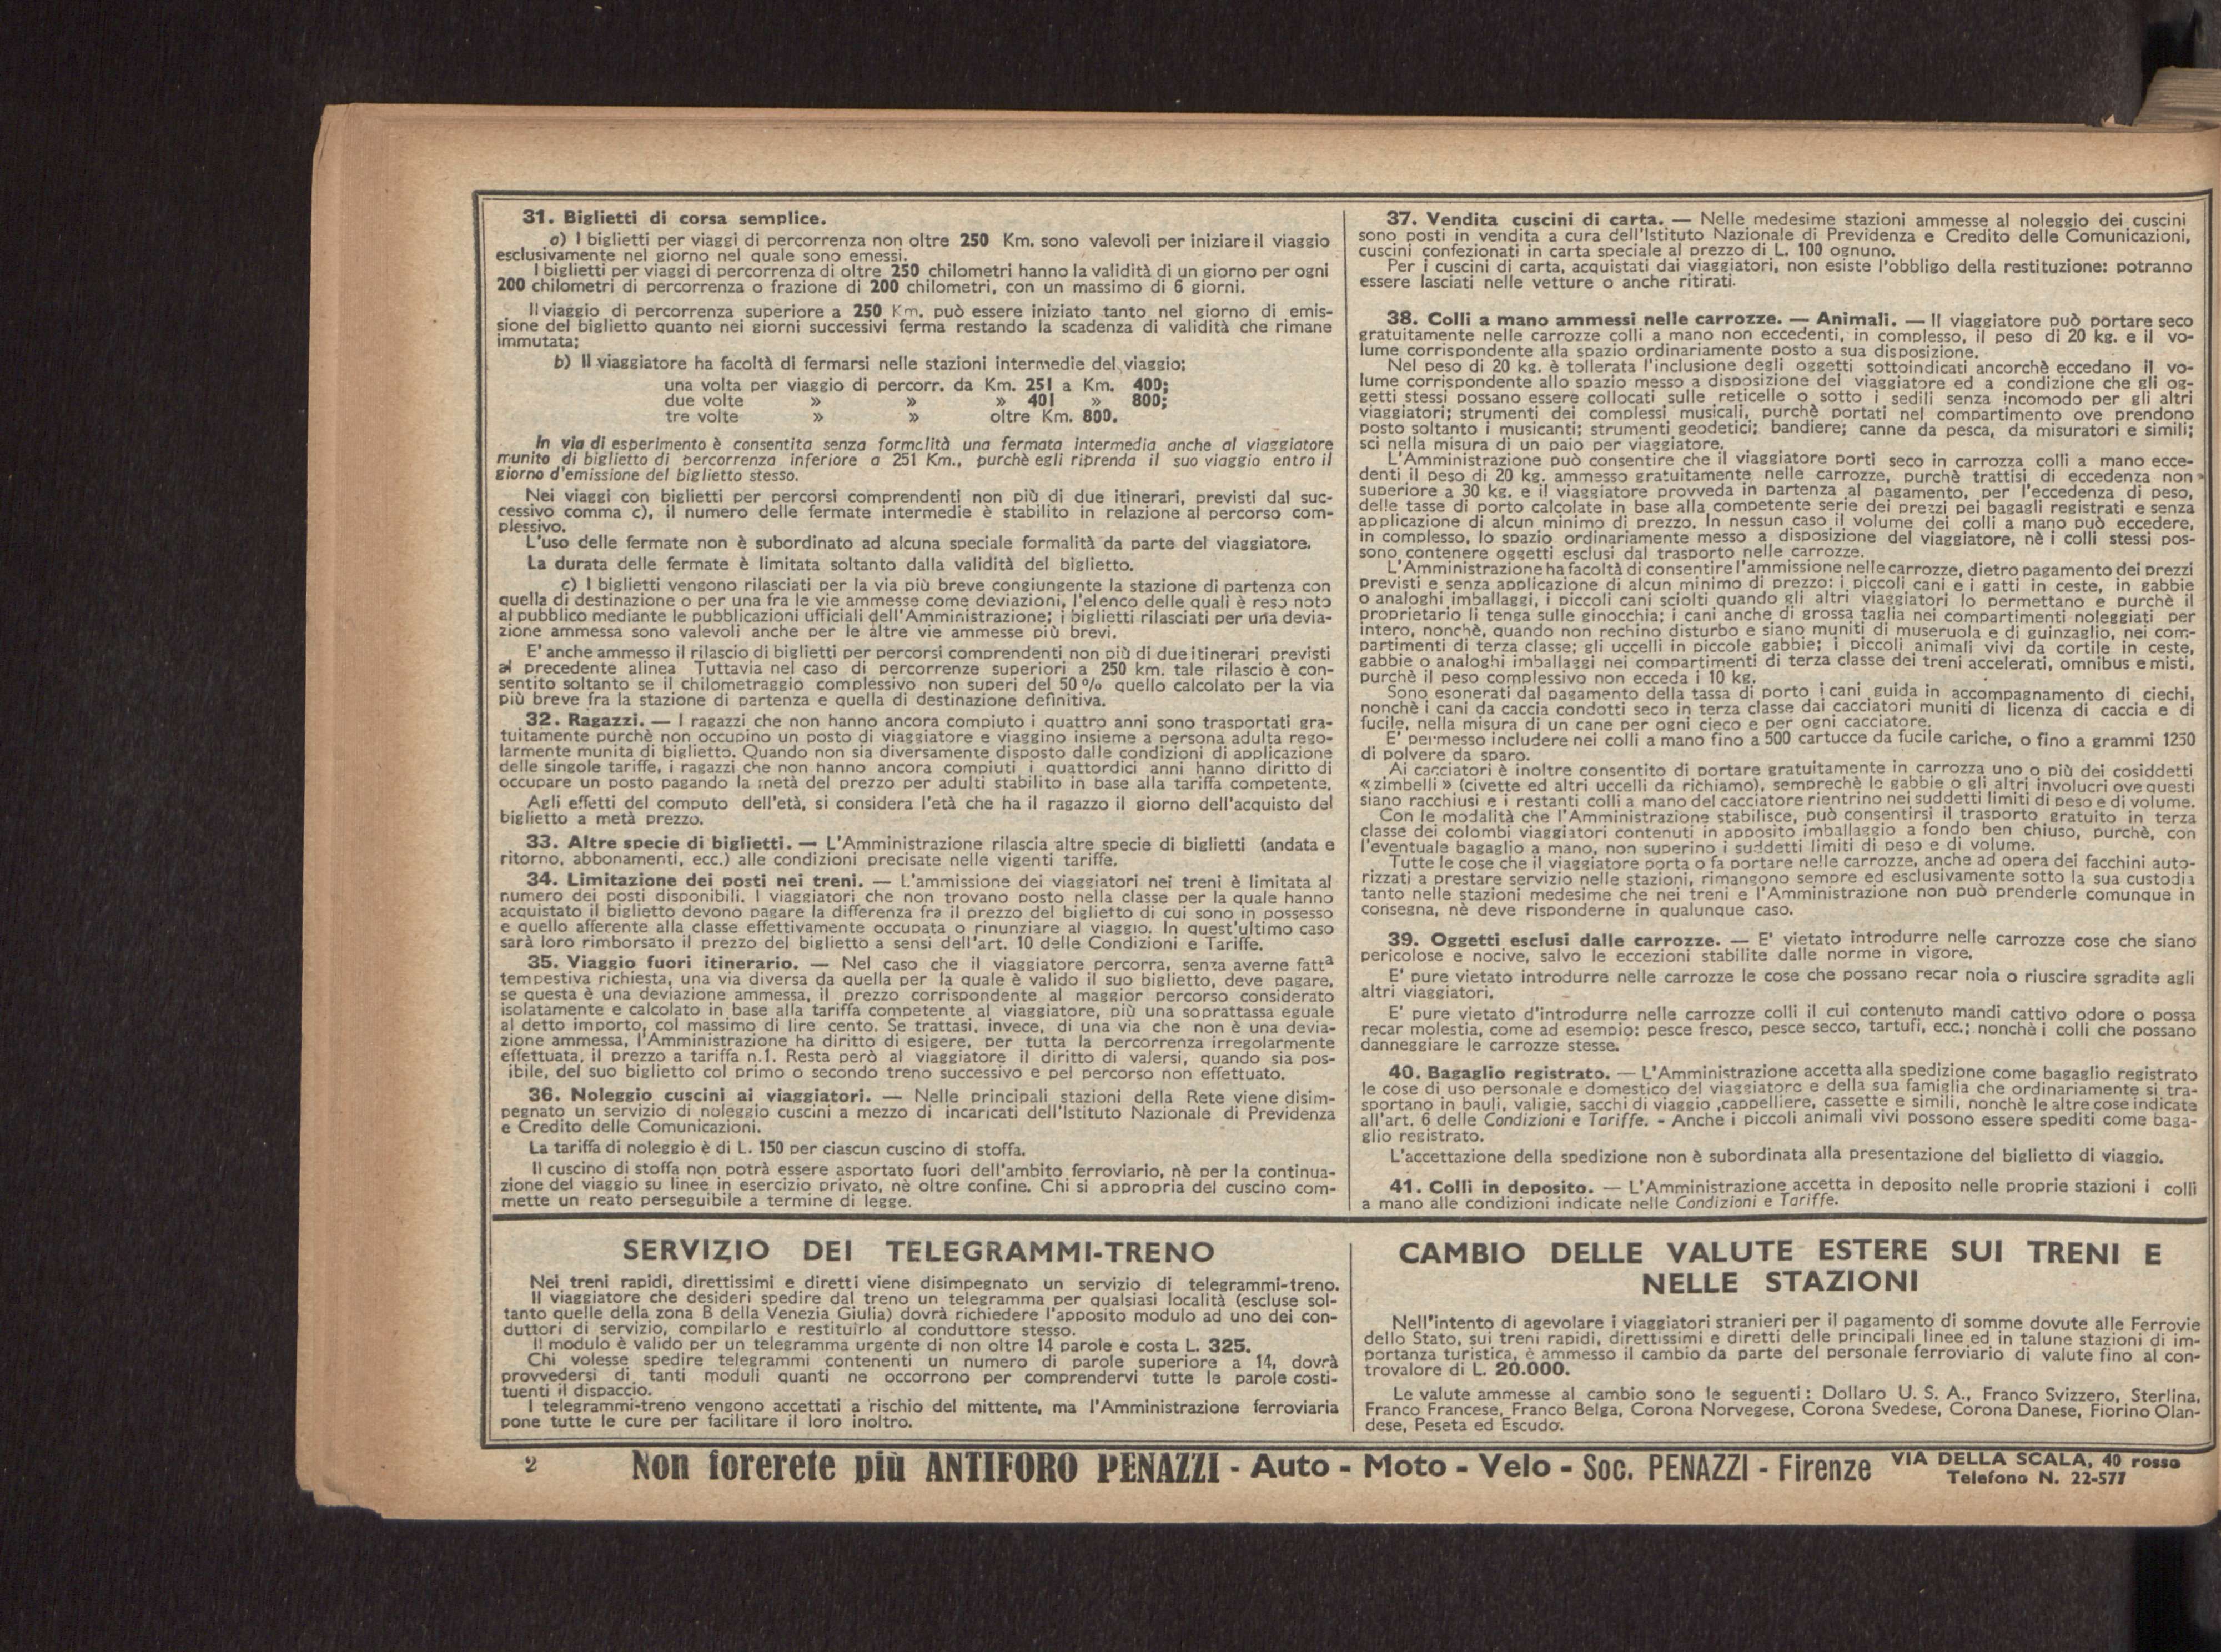 31. Biglietti di corsa semplice.
a) I biglietti per viaggi di percorrenza non oltre 250 Km. sono valevoli per iniziare il viaggio
esclusivamente nel giorno nel quale sono emessi.
I biglietti per viaggi di percorrenza di oltre 250 chilometri hanno la validità di un giorno per ogni
200 chilometri di percorrenza o frazione di 200 chilometri, con un massimo di 6 giorni.
Il viaggio di percorrenza superiore a 250 Km. può essere iniziato tanto nel giorno di emis-
sione del biglietto quanto nei giorni successivi ferma restando la scadenza di validità che rimane
immutata;
b) Il viaggiatore ha facoltà di fermarsi nelle stazioni intermedie del viaggio;
una volta per viaggio di percorr. da Km. 251 a Km. 400;
due volte » » » 401 » 800;
tre volte » » oltre Km. 800.
In via di esperimento è consentita senza formalità una fermata intermedia anche al viaggiatore
munito di biglietto di percorrenza inferiore a 251 Km., purchè egli riprenda il suo viaggio entro il
giorno d'emissione del biglietto stesso.
Nei viaggi con biglietti per percorsi comprendenti non più di due itinerari, previsti dal suc-
cessivo comma c), il numero delle fermate intermedie è stabilito in relazione al percorso com-
plessivo.
L'uso delle fermate non è subordinato ad alcuna speciale formalità da parte del viaggiatore.
La durata delle fermate è limitata soltanto dalla validità del biglietto.
c) I biglietti vengono rilasciati per la via più breve congiungente la stazione di partenza con
quella di destinazione o per una fra le vie ammesse come deviazioni, l'elenco delle quali è reso noto
al pubblico mediante le pubblicazioni ufficiali dell'Amministrazione; i biglietti rilasciati per una devia-
zione ammessa sono valevoli anche per le altre vie ammesse più brevi.
E' anche ammesso il rilascio di biglietti per percorsi comprendenti non più di due itinerari previsti
al precedente alinea Tuttavia nel caso di percorrenze superiori a 250 km. tale rilascio è con-
sentito soltanto se il chilometraggio complessivo non superi del 50 % quello calcolato per la via
più breve fra la stazione di partenza e quella di destinazione definitiva.
32. Ragazzi. — I ragazzi che non hanno ancora compiuto i quattro anni sono trasportati gra-
tuitamente purchè non occupino un posto di viaggiatore e viaggino insieme a persona adulta rego-
larmente munita di biglietto. Quando non sia diversamente disposto dalle condizioni di applicazione
delle singole tariffe, i ragazzi che non hanno ancora compiuti i quattordici anni hanno diritto di
occupare un posto pagando la metà del prezzo per adulti stabilito in base alla tariffa competente.
Agli effetti del computo dell'età, si considera l'età che ha il ragazzo il giorno dell'acquisto del
biglietto a metà prezzo.
33. Altre specie di biglietti. — L'Amministrazione rilascia altre specie di biglietti (andata e
ritorno, abbonamenti, ecc.) alle condizioni precisate nelle vigenti tariffe.
34. Limitazione dei posti nei treni. — L'ammissione dei viaggiatori nei treni è limitata al
numero dei posti disponibili. I viaggiatori che non trovano posto nella classe per la quale hanno
acquistato il biglietto devono pagare la differenza fra il prezzo del biglietto di cui sono in possesso
e quello afferente alla classe effettivamente occupata o rinunziare al viaggio. In quest'ultimo caso
sarà loro rimborsato il prezzo del biglietto a sensi dell'art. 10 delle Condizioni e Tariffe.
35. Viaggio fuori itinerario. — Nel caso che il viaggiatore percorra, senza averne fatta
tempestiva richiesta, una via diversa da quella per la quale è valido il suo biglietto, deve pagare,
se questa è una deviazione ammessa, il prezzo corrispondente al maggior percorso considerato
isolatamente e calcolato in base alla tariffa competente al viaggiatore, più una soprattassa eguale
al detto importo, col massimo di lire cento. Se trattasi, invece, di una via che non è una devia-
zione ammessa, l'Amministrazione ha diritto di esigere, per tutta la percorrenza irregolarmente
effettuata, il prezzo a tariffa n.1. Resta però al viaggiatore il diritto di valersi, quando sia pos-
ibile, del suo biglietto col primo o secondo treno successivo e pel percorso non effettuato.
36. Noleggio cuscini ai viaggiatori. — Nelle principali stazioni della Rete viene disim-
pegnato un servizio di noleggio cuscini a mezzo di incaricati dell'Istituto Nazionale di Previdenza
e Credito delle Comunicazioni.
La tariffa di noleggio è di L. 150 per ciascun cuscino di stoffa.
Il cuscino di stoffa non potrà essere asportato fuori dell'ambito ferroviario, nè per la continua-
zione del viaggio su linee in esercizio privato, nè oltre confine. Chi si appropria del cuscino com-
mette un reato perseguibile a termine di legge.
37. Vendita cuscini di carta. — Nelle medesime stazioni ammesse al noleggio dei cuscini
sono posti in vendita a cura dell'Istituto Nazionale di Previdenza e Credito delle Comunicazioni,
cuscini confezionati in carta speciale al prezzo di L. 100 ognuno.
Per i cuscini di carta, acquistati dai viaggiatori, non esiste l'obbligo della restituzione: potranno
essere lasciati nelle vetture o anche ritirati.
38. Colli a mano ammessi nelle carrozze. — Animali. — Il viaggiatore può portare seco
gratuitamente nelle carrozze colli a mano non eccedenti, in complesso, il peso di 20 kg. e il vo-
lume corrispondente alla spazio ordinariamente posto a sua disposizione.
Nel peso di 20 kg. è tollerata l'inclusione degli oggetti sottoindicati ancorchè eccedano il vo-
lume corrispondente allo spazio messo a disposizione del viaggiatore ed a condizione che gli og-
getti stessi possano essere collocati sulle reticelle o sotto i sedili senza incomodo per gli altri
viaggiatori; strumenti dei complessi musicali, purchè portati nel compartimento ove prendono
posto soltanto i musicanti; strumenti geodetici; bandiere; canne da pesca, da misuratori e simili;
sci nella misura di un paio per viaggiatore.
L'Amministrazione può consentire che il viaggiatore porti seco in carrozza colli a mano ecce-
denti il peso di 20 kg. ammesso gratuitamente nelle carrozze, purchè trattisi di eccedenza non
superiore a 30 kg. e il viaggiatore provveda in partenza al pagamento, per l'eccedenza di peso,
delle tasse di porto calcolate in base alla competente serie dei prezzi pei bagagli registrati e senza
applicazione di alcun minimo di prezzo. In nessun caso il volume dei colli a mano può eccedere,
in complesso, lo spazio ordinariamente messo a disposizione del viaggiatore, nè i colli stessi pos-
sono contenere oggetti esclusi dal trasporto nelle carrozze.
L'Amministrazione ha facoltà di consentire l'ammissione nelle carrozze, dietro pagamento dei prezzi
previsti e senza applicazione di alcun minimo di prezzo: i piccoli cani e i gatti in ceste, in gabbie
o analoghi imballaggi, i piccoli cani sciolti quando gli altri viaggiatori lo permettano e purchè il
proprietario li tenga sulle ginocchia; i cani anche di grossa taglia nei compartimenti noleggiati per
intero, nonchè, quando non rechino disturbo e siano muniti di museruola e di guinzaglio, nei com-
partimenti di terza classe; gli uccelli in piccole gabbie; i piccoli animali vivi da cortile in ceste,
gabbie o analoghi imballaggi nei compartimenti di terza classe dei treni accelerati, omnibus e misti,
purchè il peso complessivo non ecceda i 10 kg.
Sono esonerati dal pagamento della tassa di porto i cani guida in accompagnamento di ciechi,
nonchè i cani da caccia condotti seco in terza classe dai cacciatori muniti di licenza di caccia e di
fucile, nella misura di un cane per ogni cieco e per ogni cacciatore.
E' permesso includere nei colli a mano fino a 500 cartucce da fucile cariche, o fino a grammi 1250
di polvere da sparo.
Ai cacciatori è inoltre consentito di portare gratuitamente in carrozza uno o più dei cosiddetti
« zimbelli » (civette ed altri uccelli da richiamo), semprechè le gabbie o gli altri involucri ove questi
siano racchiusi e i restanti colli a mano del cacciatore rientrino nei suddetti limiti di peso e di volume.
Con le modalità che l'Amministrazione stabilisce, può consentirsi il trasporto gratuito in terza
classe dei colombi viaggiatori contenuti in apposito imballaggio a fondo ben chiuso, purchè, con
l'eventuale bagaglio a mano, non superino i suddetti limiti di peso e di volume.
Tutte le cose che il viaggiatore porta o fa portare nelle carrozze, anche ad opera dei facchini auto-
rizzati a prestare servizio nelle stazioni, rimangono sempre ed esclusivamente sotto la sua custodia
tanto nelle stazioni medesime che nei treni e l'Amministrazione non può prenderle comunque in
consegna, nè deve risponderne in qualunque caso.
39. Oggetti esclusi dalle carrozze. — E' vietato introdurre nelle carrozze cose che siano
pericolose e nocive, salvo le eccezioni stabilite dalle norme in vigore.
E' pure vietato introdurre nelle carrozze le cose che possano recar noia o riuscire sgradite agli
altri viaggiatori.
E' pure vietato d'introdurre nelle carrozze colli il cui contenuto mandi cattivo odore o possa
recar molestia, come ad esempio: pesce fresco, pesce secco, tartufi, ecc.; nonchè i colli che possano
danneggiare le carrozze stesse.
40. Bagaglio registrato. — L'Amministrazione accetta alla spedizione come bagaglio registrato
le cose di uso personale e domestico del viaggiatore e della sua famiglia che ordinariamente si tra-
sportano in bauli, valigie, sacchi di viaggio ,cappelliere, cassette e simili, nonchè le altre cose indicate
all'art. 6 delle Condizioni e Tariffe. - Anche i piccoli animali vivi possono essere spediti come baga-
glio registrato.
L'accettazione della spedizione non è subordinata alla presentazione del biglietto di viaggio.
41. Colli in deposito. — L'Amministrazione accetta in deposito nelle proprie stazioni i colli
a mano alle condizioni indicate nelle Condizioni e Tariffe.
SERVIZIO DEI TELEGRAMMI-TRENO
Nei treni rapidi, direttissimi e diretti viene disimpegnato un servizio di telegrammi-treno.
Il viaggiatore che desideri spedire dal treno un telegramma per qualsiasi località (escluse sol-
tanto quelle della zona B della Venezia Giulia) dovrà richiedere l'apposito modulo ad uno dei con-
duttori di servizio, compilarlo e restituirlo al conduttore stesso.
Il modulo è valido per un telegramma urgente di non oltre 14 parole e costa L. 325.
Chi volesse spedire telegrammi contenenti un numero di parole superiore a 14, dovrà
provvedersi di tanti moduli quanti ne occorrono per comprendervi tutte le parole costi-
tuenti il dispaccio.
I telegrammi-treno vengono accettati a rischio del mittente, ma l'Amministrazione ferroviaria
pone tutte le cure per facilitare il loro inoltro.
CAMBIO DELLE VALUTE ESTERE SUI TRENI E
NELLE STAZIONI
Nell'intento di agevolare i viaggiatori stranieri per il pagamento di somme dovute alle Ferrovie
dello Stato, sui treni rapidi, direttissimi e diretti delle principali linee ed in talune stazioni di im-
portanza turistica, è ammesso il cambio da parte del personale ferroviario di valute fino al con-
trovalore di L. 20.000.
Le valute ammesse al cambio sono le seguenti: Dollaro U. S. A., Franco Svizzero, Sterlina,
Franco Francese, Franco Belga, Corona Norvegese, Corona Svedese, Corona Danese, Fiorino Olan-
dese, Peseta ed Escudo.
2 Non forerete più ANTIFORO PENAZZI - Auto - Moto - Velo - Soc. PENAZZI - Firenze VIA DELLA SCALA, 40 rosso
Telefono N. 22-577